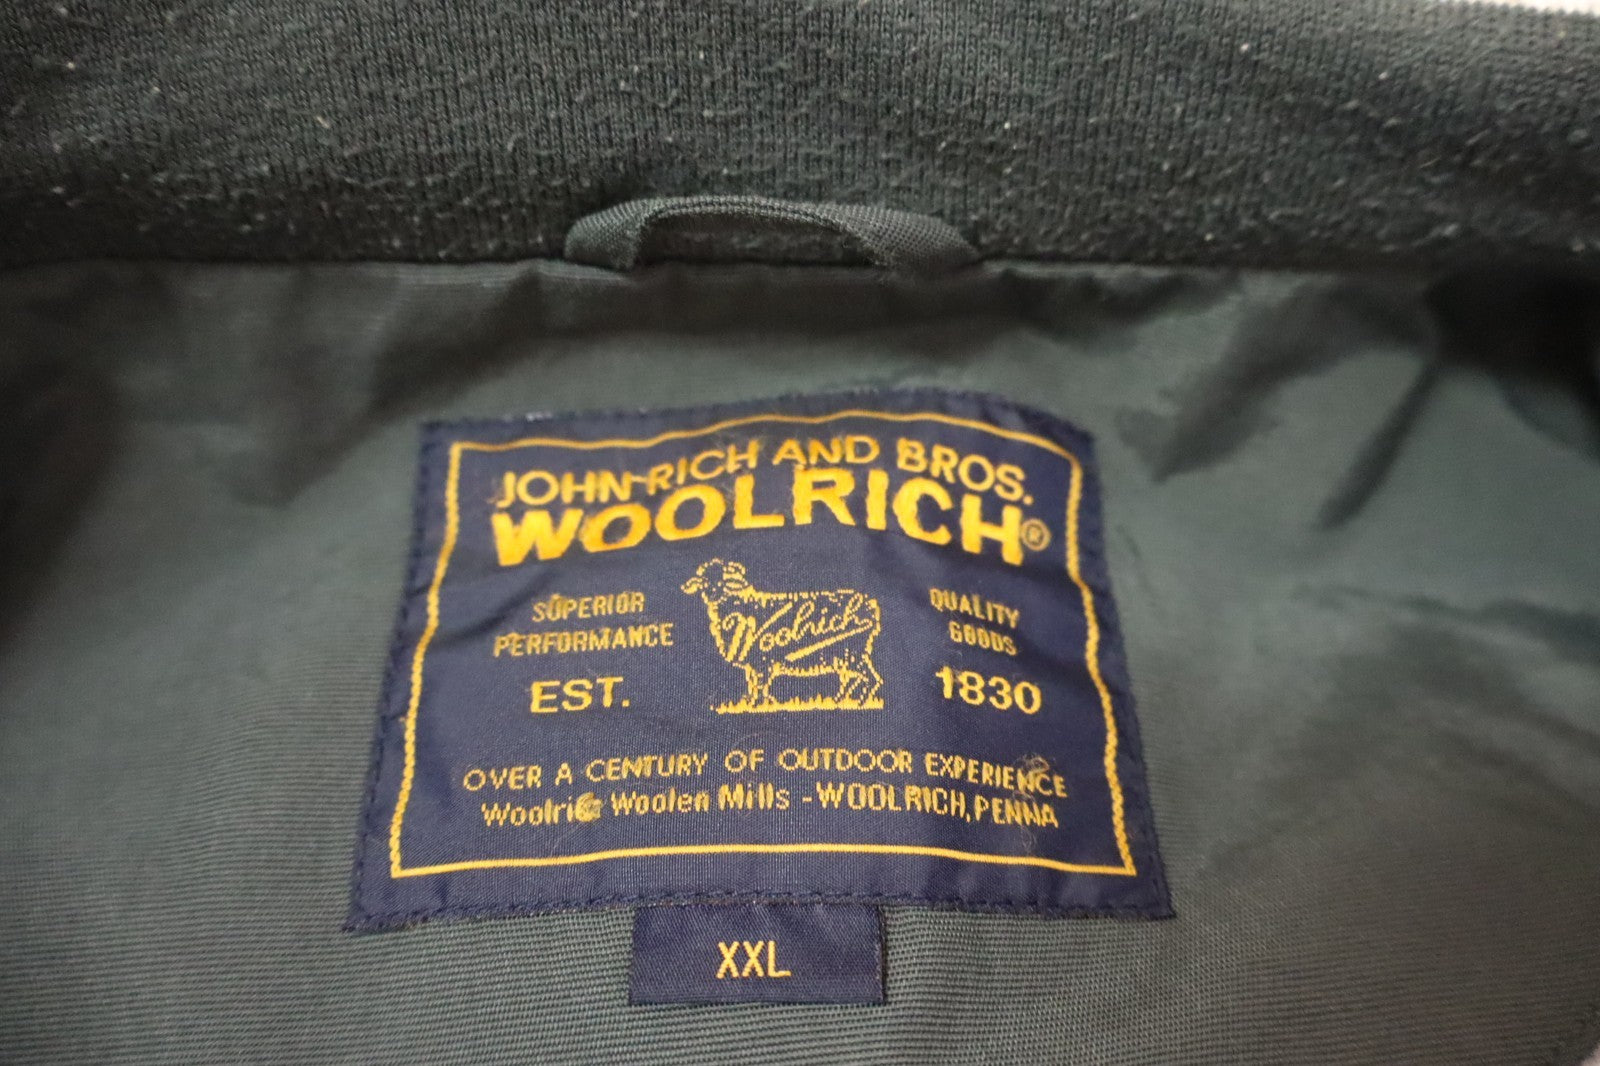 JOHN RICH AND BROS.
WOOLRICH®
SUPERIOR
PERFORMANCE
Woolrich
QUALITY
GOODS
EST.
1830
OVER A CENTURY OF OUTDOOR EXPERIENCE
Woolrich Woolen Mills - WOOLRICH, PENNA
XXL